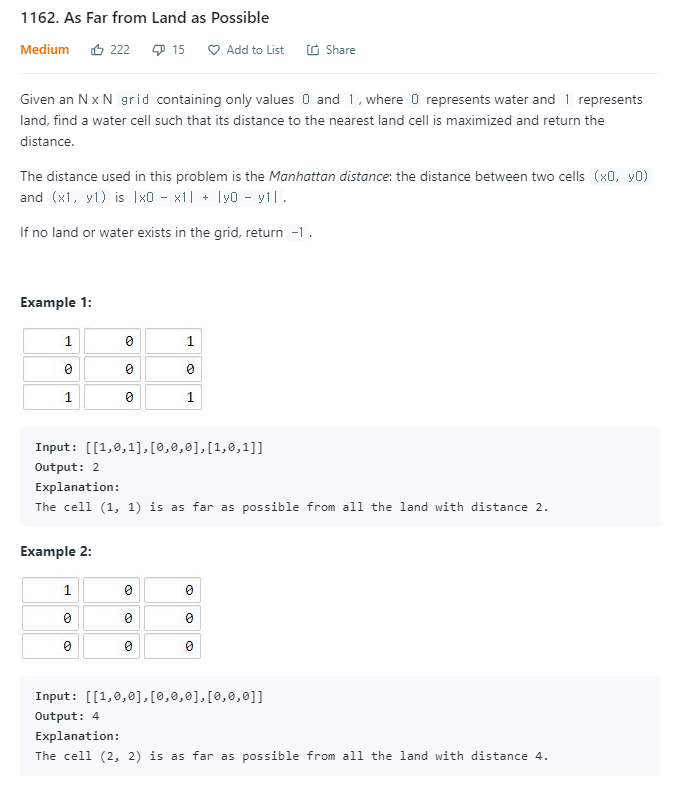 1162. As Far from Land as Possible
Medium 222 15 Add to List Share
Given an N x N grid containing only values 0 and 1, where 0 represents water and 1 represents
land, find a water cell such that its distance to the nearest land cell is maximized and return the
distance.
The distance used in this problem is the Manhattan distance: the distance between two cells (x0, y0)
and (x1, y1) is |x0 - x1| + |y0 - y1|.
If no land or water exists in the grid, return -1.
Example 1:
1 0 1
0 0 0
1 0 1
Input: [[1,0,1],[0,0,0],[1,0,1]]
Output: 2
Explanation:
The cell (1, 1) is as far as possible from all the land with distance 2.
Example 2:
1 0 0
0 0 0
0 0 0
Input: [[1,0,0],[0,0,0],[0,0,0]]
Output: 4
Explanation:
The cell (2, 2) is as far as possible from all the land with distance 4.